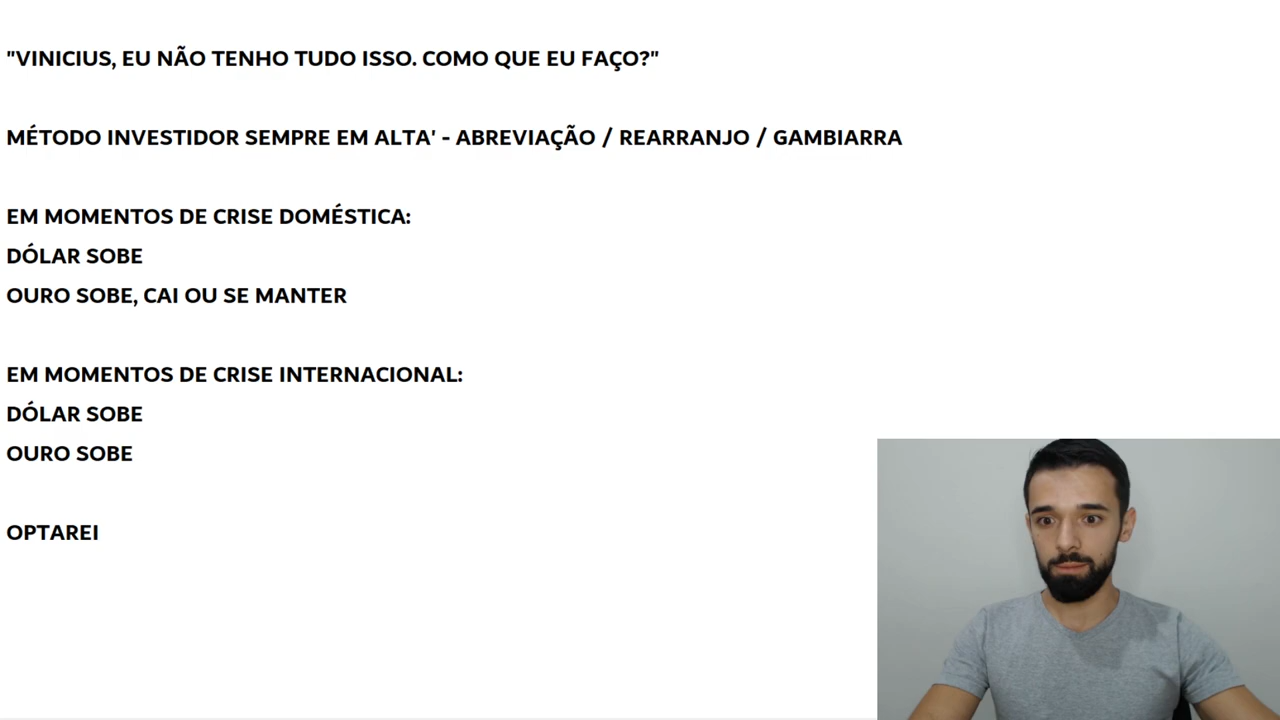 "VINICIUS, EU NÃO TENHO TUDO ISSO. COMO QUE EU FAÇO?"
MÉTODO INVESTIDOR SEMPRE EM ALTA' - ABREVIAÇÃO / REARRANJO / GAMBIARRA
EM MOMENTOS DE CRISE DOMÉSTICA:
DÓLAR SOBE
OURO SOBE, CAI OU SE MANTER
EM MOMENTOS DE CRISE INTERNACIONAL:
DÓLAR SOBE
OURO SOBE
OPTAREI